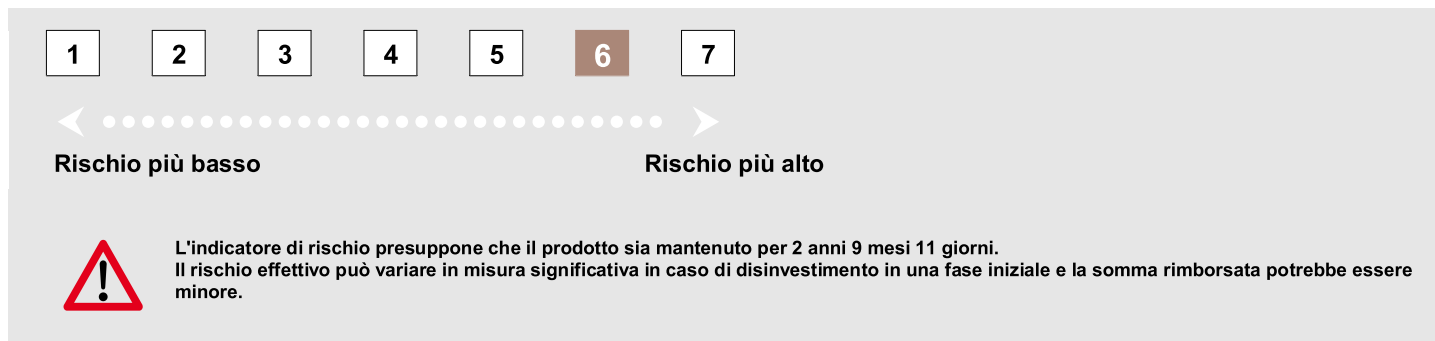 1 2 3 4 5 6 7
Rischio più basso Rischio più alto
L'indicatore di rischio presuppone che il prodotto sia mantenuto per 2 anni 9 mesi 11 giorni.
Il rischio effettivo può variare in misura significativa in caso di disinvestimento in una fase iniziale e la somma rimborsata potrebbe essere
minore.